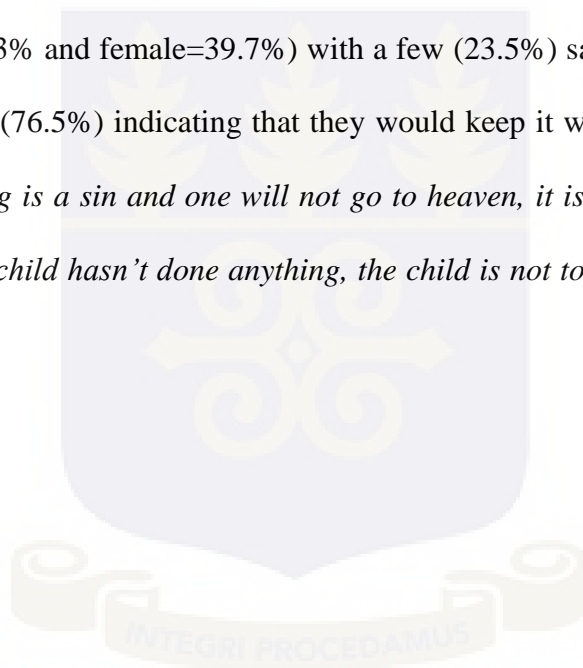 3% and female=39.7%) with a few (23.5%) sa
(76.5%) indicating that they would keep it w
g is a sin and one will not go to heaven, it is
child hasn't done anything, the child is not to
INTEGRI PROCEDAMUS